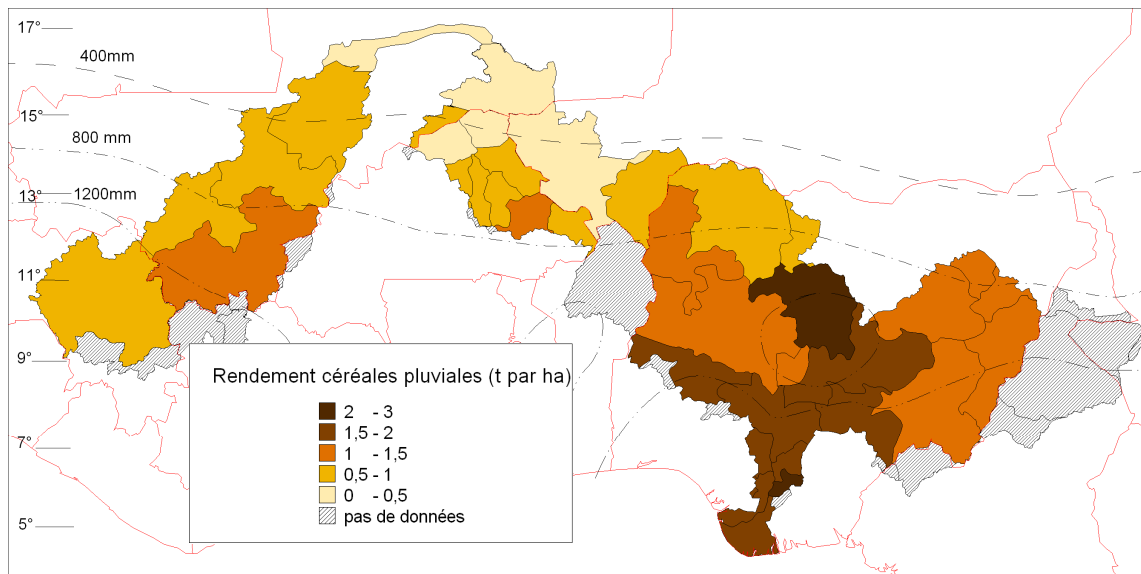 17°
400mm
15°
800 mm
1200mm
13°
11°
9°
7°
5°
Rendement céréales pluviales (t par ha)
2 - 3
1,5 - 2
1 - 1,5
0,5 - 1
0 - 0,5
pas de données